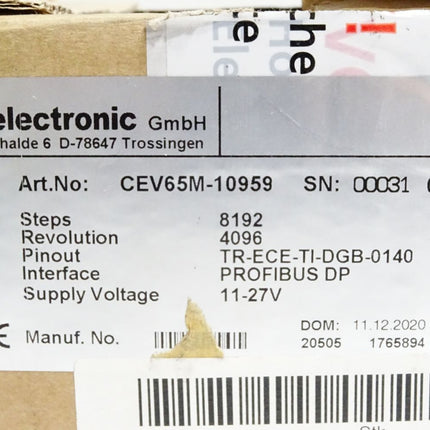 electronic GmbH
halde 6 D-78647 Trossingen
Art.No: CEV65M-10959 SN: 00031
Steps 8192
Revolution 4096
Pinout TR-ECE-TI-DGB-0140
Interface PROFIBUS DP
Supply Voltage 11-27V
DOM: 11.12.2020
Manuf. No. 20505 1765894